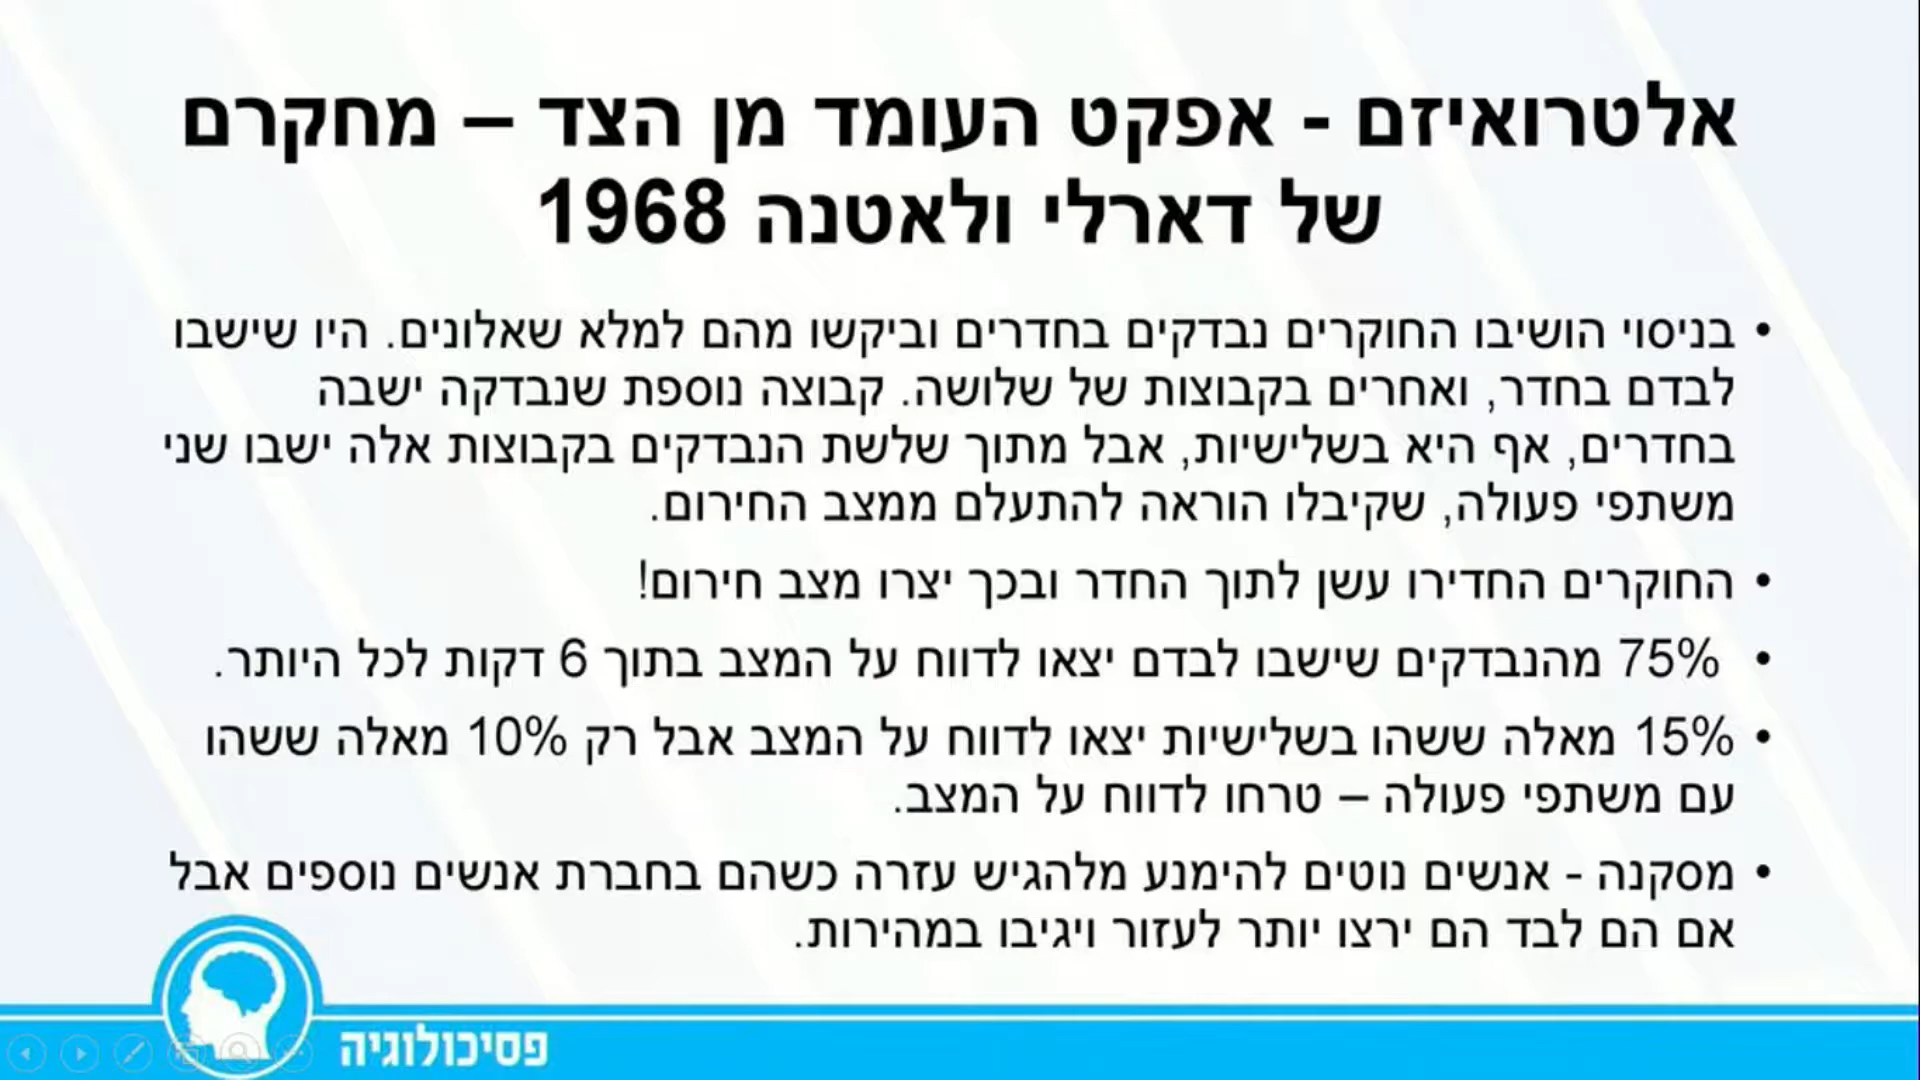 אלטרואיזם - אפקט העומד מן הצד – מחקרם
של דארלי ולאטנה 1968
• בניסוי הושיבו החוקרים נבדקים בחדרים וביקשו מהם למלא שאלונים. היו שישבו
לבדם בחדר, ואחרים בקבוצות של שלושה. קבוצה נוספת שנבדקה ישבה
בחדרים, אף היא בשלישיות, אבל מתוך שלשת הנבדקים בקבוצות אלה ישבו שני
משתפי פעולה, שקיבלו הוראה להתעלם ממצב החירום.
• החוקרים החדירו עשן לתוך החדר ובכך יצרו מצב חירום!
• 75% מהנבדקים שישבו לבדם יצאו לדווח על המצב בתוך 6 דקות לכל היותר.
• 15% מאלה ששהו בשלישיות יצאו לדווח על המצב אבל רק 10% מאלה ששהו
עם משתפי פעולה – טרחו לדווח על המצב.
• מסקנה - אנשים נוטים להימנע מלהגיש עזרה כשהם בחברת אנשים נוספים אבל
אם הם לבד הם ירצו יותר לעזור ויגיבו במהירות.
פסיכולוגיה